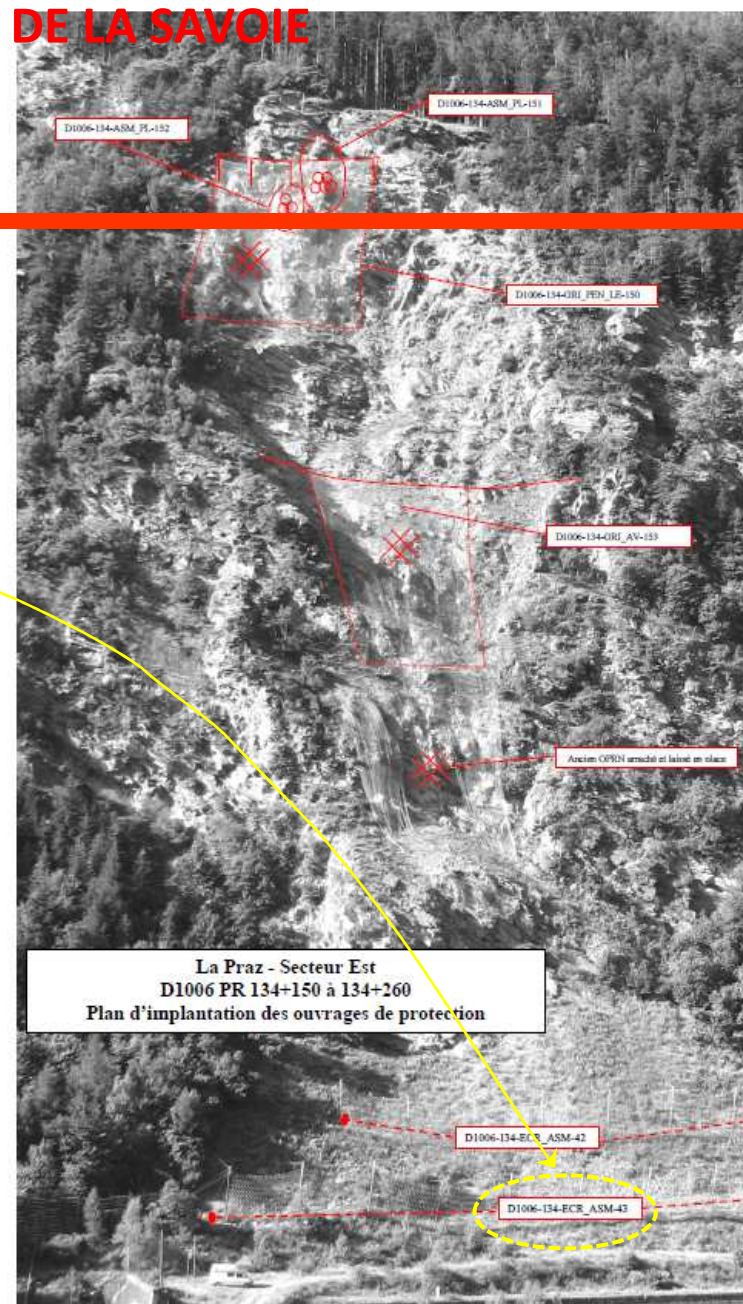 DE LA SAVOIE
D1006-134-ASM_PL-151
D1006-134-ASM_PL-152
D1006-134-GRI_PEN_LE-150
D1006-134-GRI_AV-153
Ancien OPRN arraché et laissé en place
La Praz - Secteur Est
D1006 PR 134+150 à 134+260
Plan d'implantation des ouvrages de protection
D1006-134-ECR_ASM-42
D1006-134-ECR_ASM-43